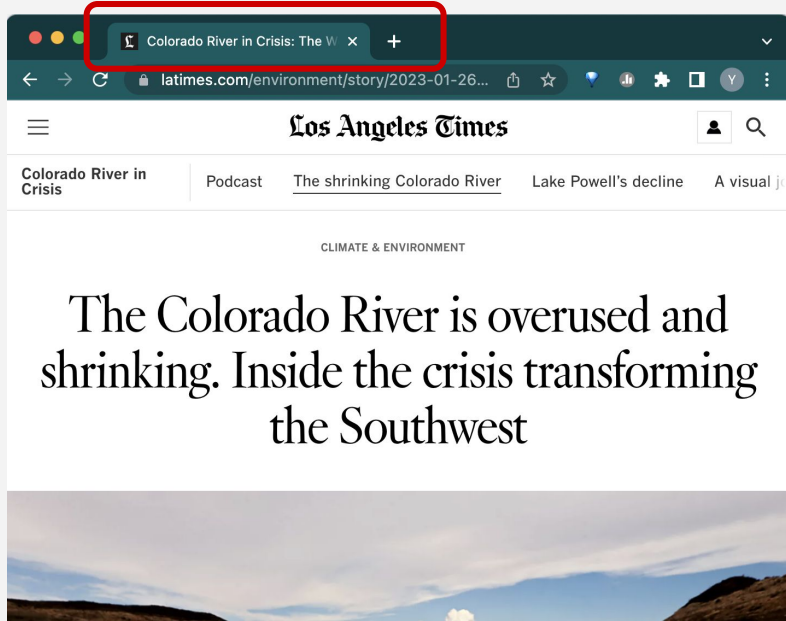 Colorado River in Crisis: The W
latimes.com/environment/story/2023-01-26...
Y
Los Angeles Times
Colorado River in
Crisis
Podcast
The shrinking Colorado River
Lake Powell's decline
A visual j
CLIMATE & ENVIRONMENT
The Colorado River is overused and
shrinking. Inside the crisis transforming
the Southwest